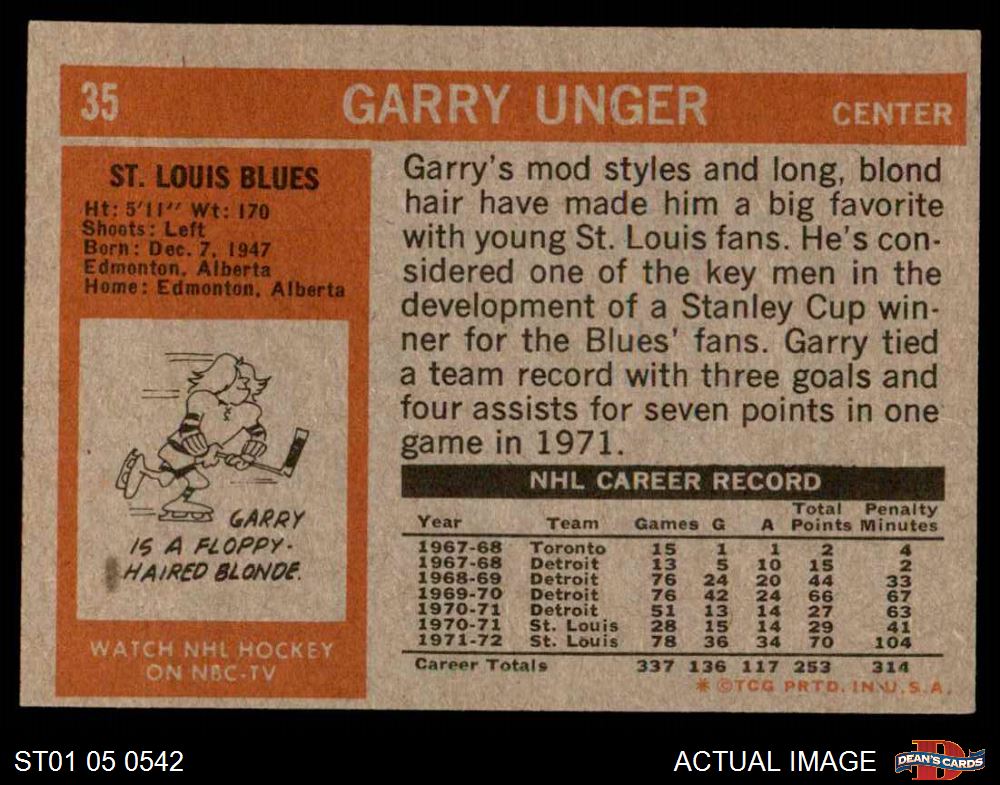 35 GARRY UNGER CENTER
ST. LOUIS BLUES
Ht: 5'11" Wt: 170
Shoots: Left
Born: Dec. 7, 1947
Edmonton, Alberta
Home: Edmonton, Alberta
GARRY
IS A FLOPPY-
HAIRED BLONDE.
WATCH NHL HOCKEY
ON NBC-TV
Garry's mod styles and long, blond
hair have made him a big favorite
with young St. Louis fans. He's con-
sidered one of the key men in the
development of a Stanley Cup win-
ner for the Blues' fans. Garry tied
a team record with three goals and
four assists for seven points in one
game in 1971.
NHL CAREER RECORD
Year Team Games G A Total Points Penalty Minutes
1967-68 Toronto 15 1 1 2 4
1967-68 Detroit 13 5 10 15 2
1968-69 Detroit 76 24 20 44 33
1969-70 Detroit 76 42 24 66 67
1970-71 Detroit 51 13 14 27 63
1970-71 St. Louis 28 15 14 29 41
1971-72 St. Louis 78 36 34 70 104
Career Totals 337 136 117 253 314
* ©TCG PRTD. IN U.S.A.
ST01 05 0542
ACTUAL IMAGE
DEAN'S CARDS